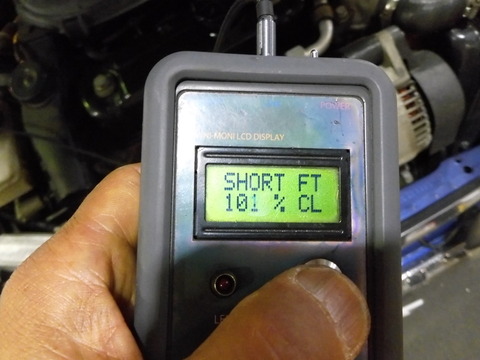 POWER
MONI LCD DISPLAY
SHORT FT
101 % CL